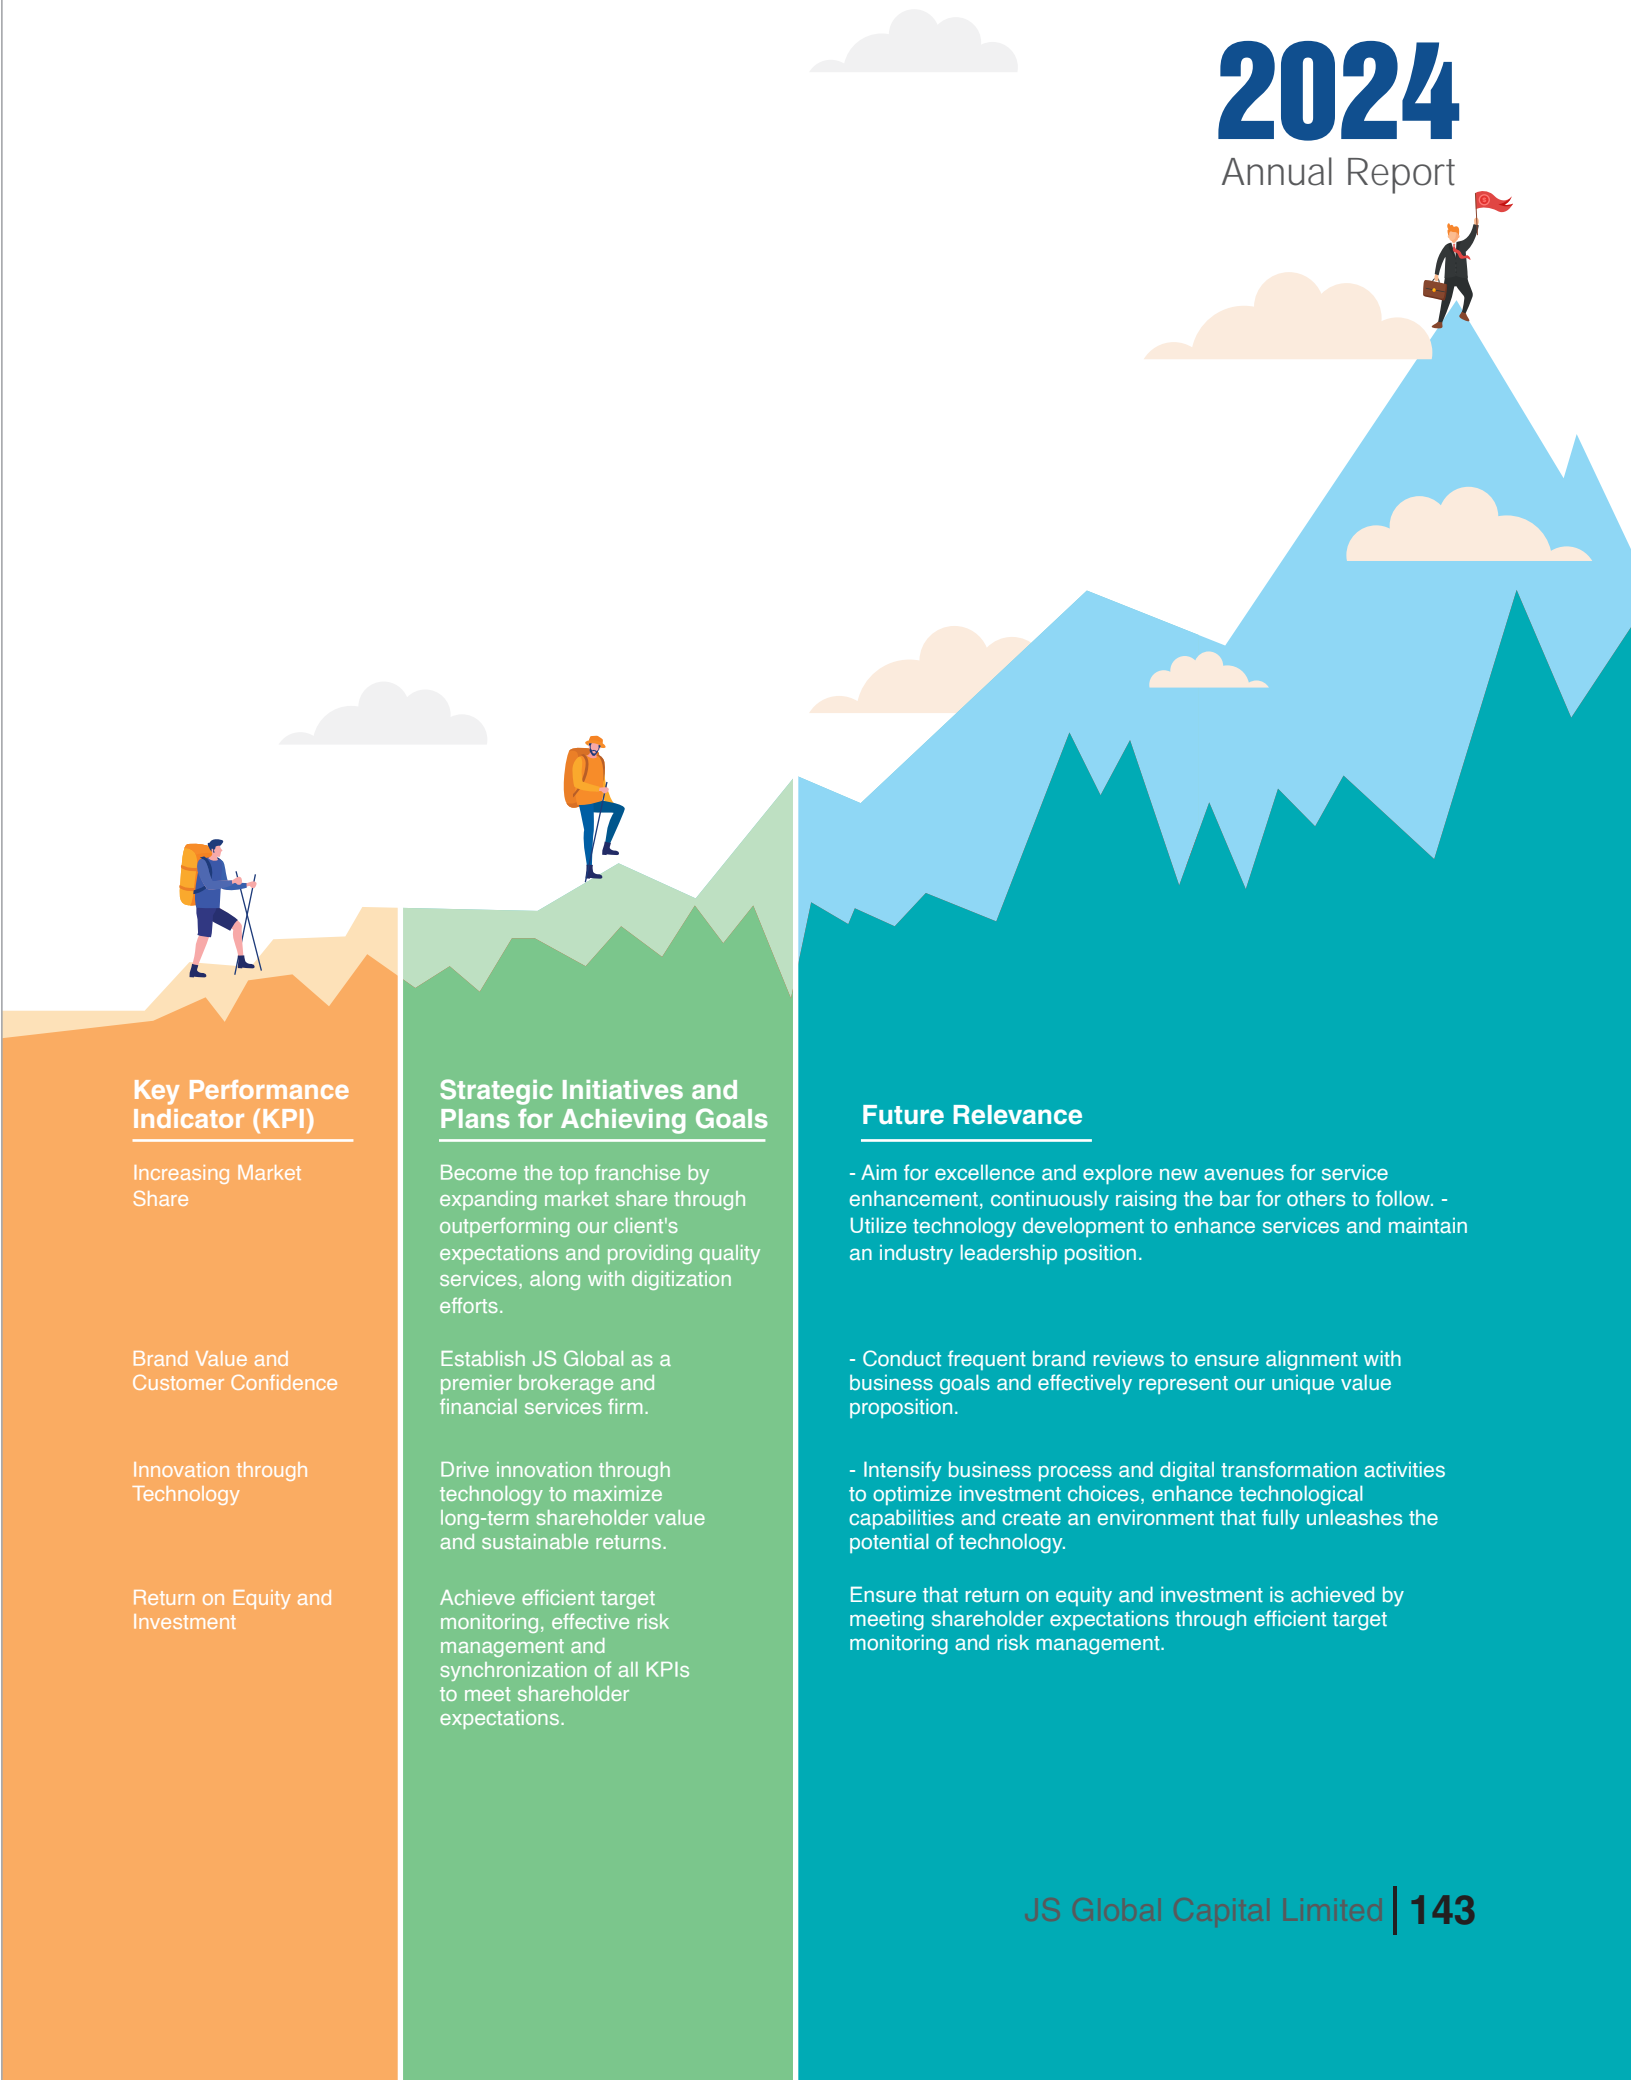 2024
Annual Report
Key Performance
Indicator (KPI)
Increasing Market
Share
Brand Value and
Customer Confidence
Innovation through
Technology
Return on Equity and
Investment
Strategic Initiatives and
Plans for Achieving Goals
Become the top franchise by
expanding market share through
outperforming our client's
expectations and providing quality
services, along with digitization
efforts.
Establish JS Global as a
premier brokerage and
financial services firm.
Drive innovation through
technology to maximize
long-term shareholder value
and sustainable returns.
Achieve efficient target
monitoring, effective risk
management and
synchronization of all KPIs
to meet shareholder
expectations.
Future Relevance
- Aim for excellence and explore new avenues for service
enhancement, continuously raising the bar for others to follow. -
Utilize technology development to enhance services and maintain
an industry leadership position.
- Conduct frequent brand reviews to ensure alignment with
business goals and effectively represent our unique value
proposition.
- Intensify business process and digital transformation activities
to optimize investment choices, enhance technological
capabilities and create an environment that fully unleashes the
potential of technology.
Ensure that return on equity and investment is achieved by
meeting shareholder expectations through efficient target
monitoring and risk management.
JS Global Capital Limited 143